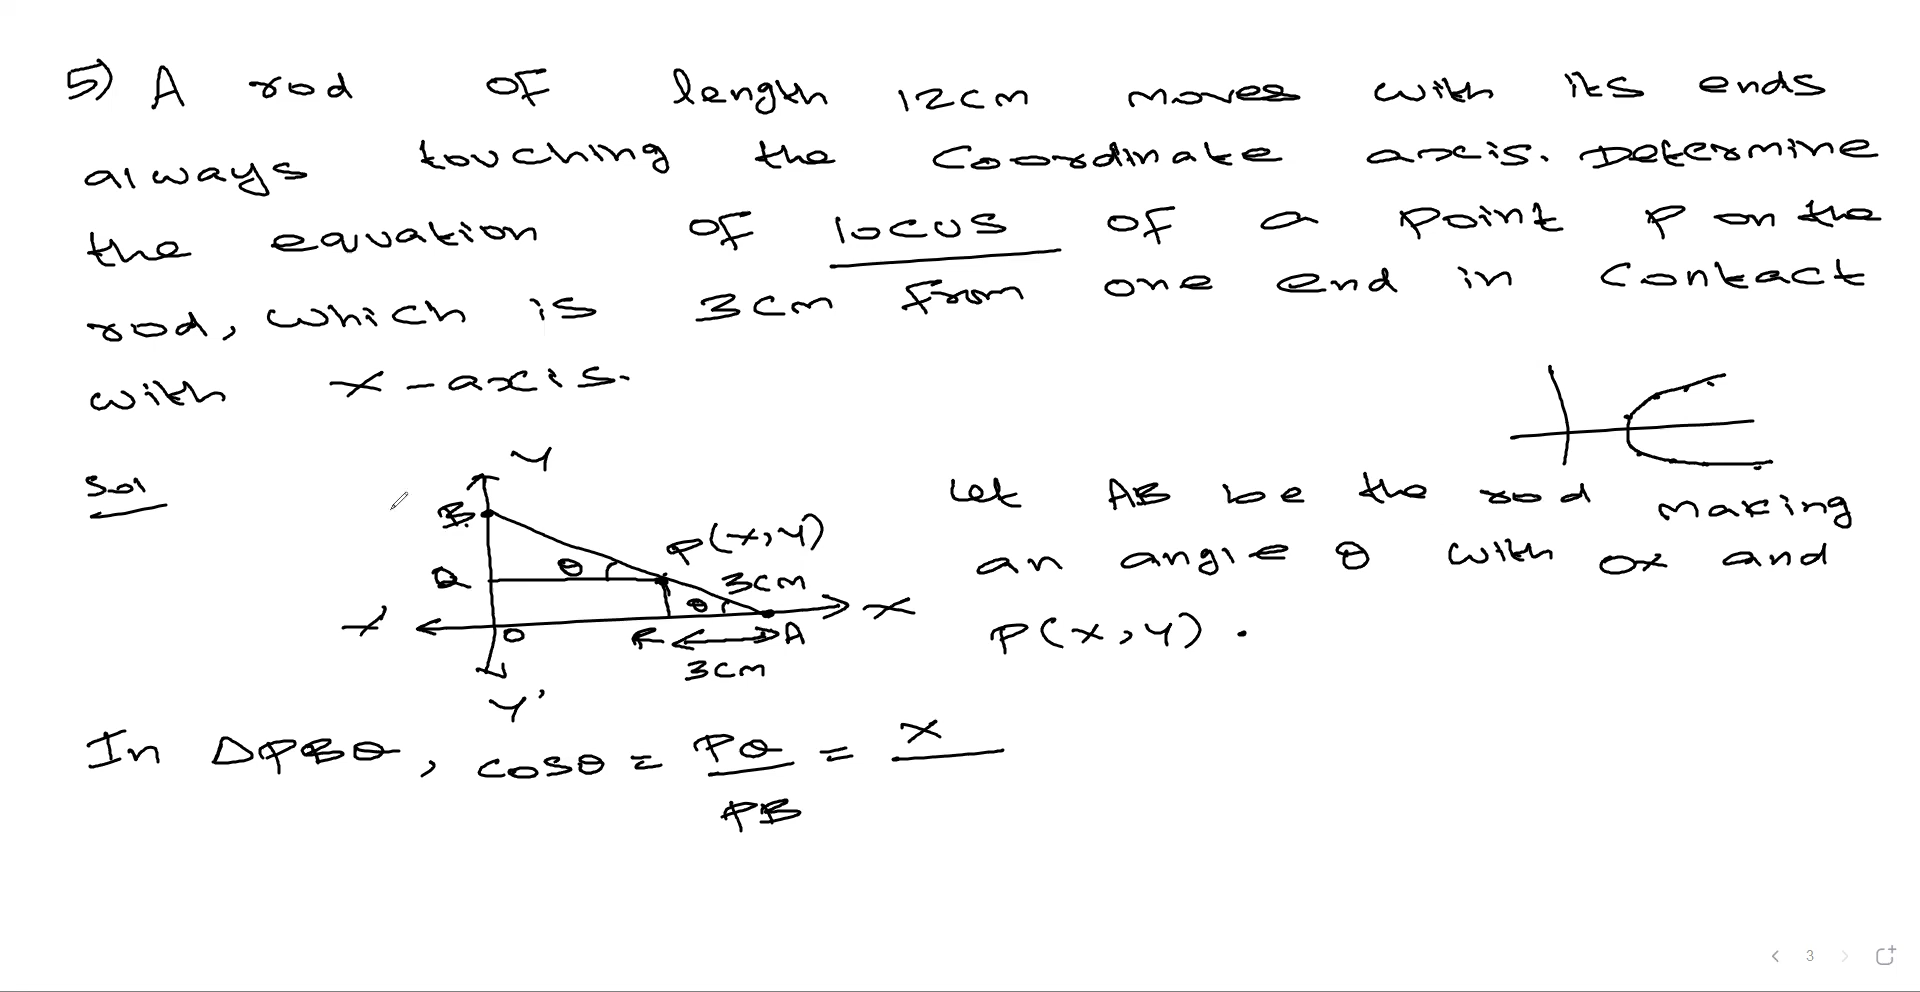 5) A rod of length 12cm moves with its ends
always touching the coordinate axis. Determine
the equation of locus of a point P on the
rod, which is 3cm from one end in contact
with x-axis.
Sol
Y
B
Q
θ
P(x,y)
3cm
θ
X'
O
R
A
X
3cm
Y'
Let AB be the rod making
an angle θ with ox and
P(x,y).
In ΔPBQ, cosθ = PQ/PB = x/
3